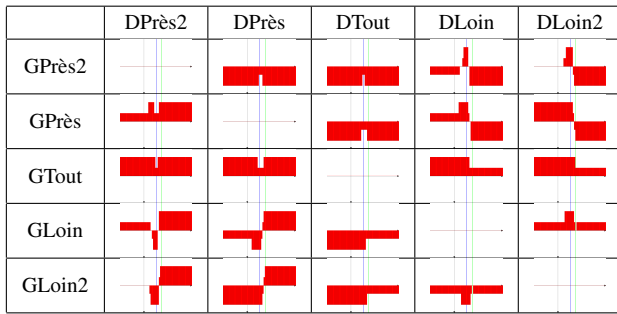 DPrès2 DPrès DTout DLoin DLoin2
GPrès2
GPrès
GTout
GLoin
GLoin2